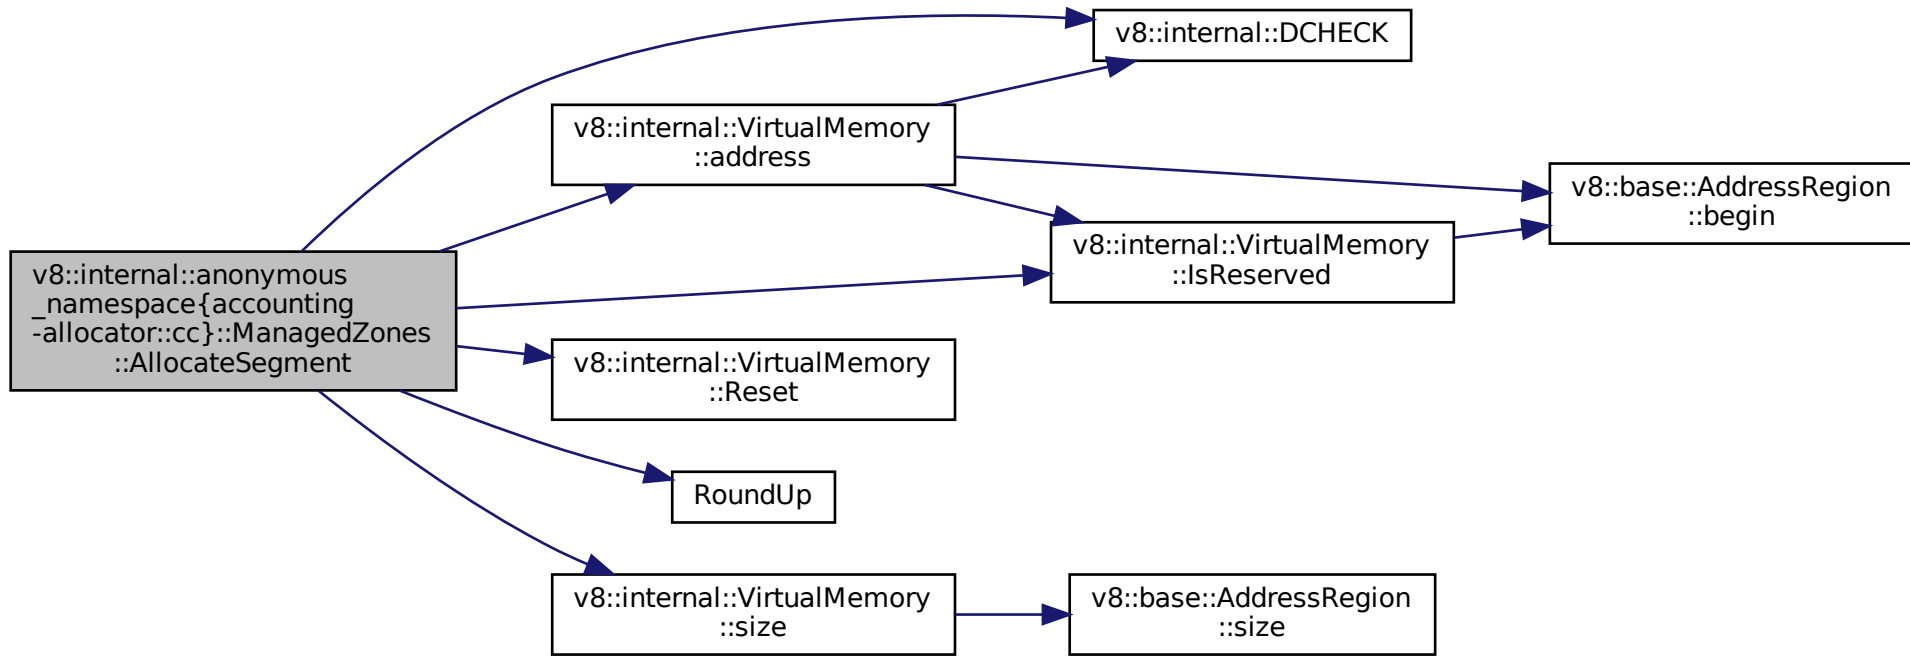 v8::internal::anonymous
_namespace{accounting
-allocator::cc}::ManagedZones
::AllocateSegment
v8::internal::DCHECK
v8::internal::VirtualMemory
::address
v8::base::AddressRegion
::begin
v8::internal::VirtualMemory
::IsReserved
v8::internal::VirtualMemory
::Reset
RoundUp
v8::internal::VirtualMemory
::size
v8::base::AddressRegion
::size